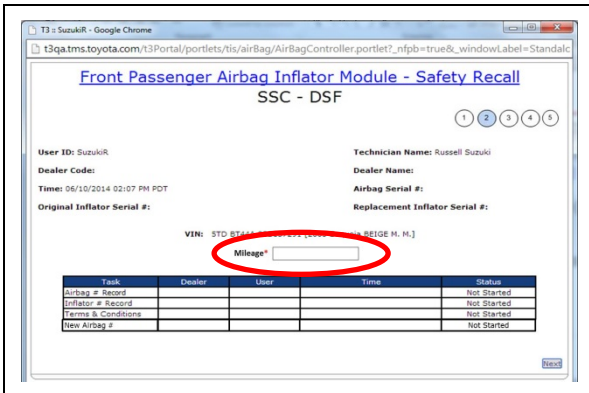 T3 :: SuzukiR - Google Chrome
t3qa.tms.toyota.com/t3Portal/portlets/tis/airBag/AirBagController.portlet?_nfpb=true&_windowLabel=Standalc
Front Passenger Airbag Inflator Module - Safety Recall
SSC - DSF
1 2 3 4 5
User ID: SuzukiR Technician Name: Russell Suzuki
Dealer Code: Dealer Name:
Time: 06/10/2014 02:07 PM PDT Airbag Serial #:
Original Inflator Serial #: Replacement Inflator Serial #:
VIN: 5TD BEIGE M. M.]
Mileage*
Task Dealer User Time Status
Airbag # Record Not Started
Inflator # Record Not Started
Terms & Conditions Not Started
New Airbag # Not Started
Next